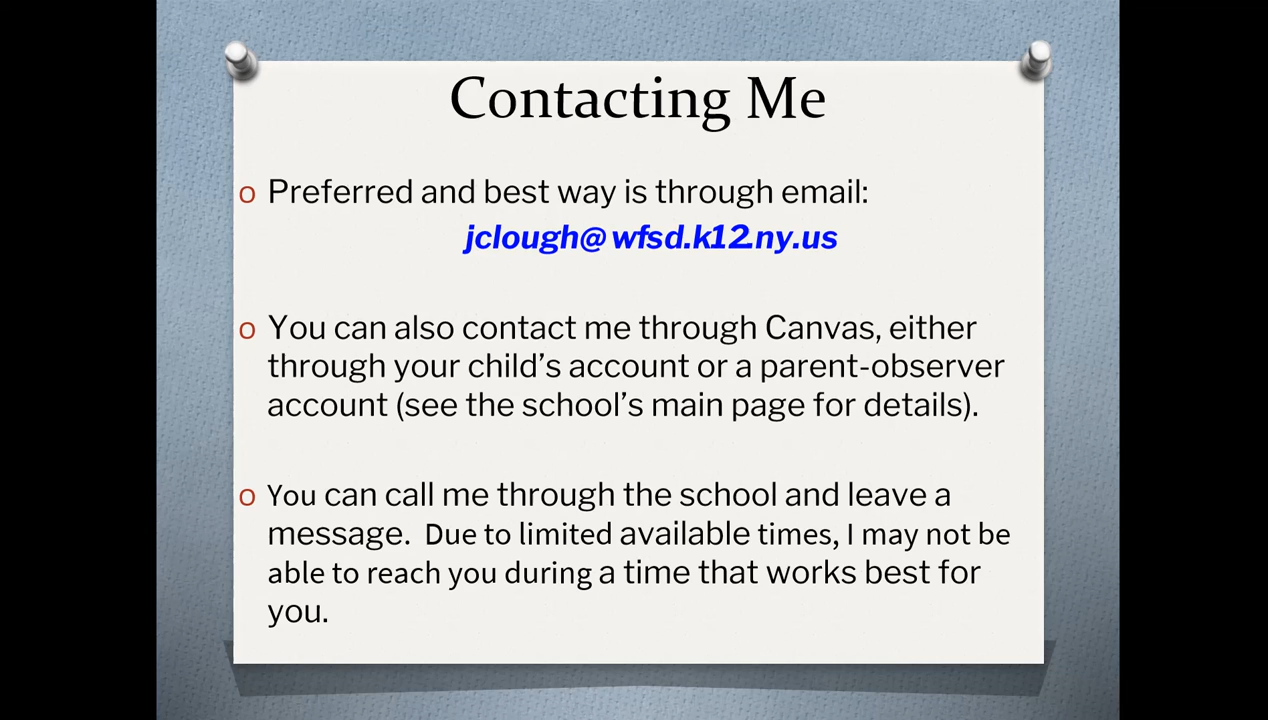 Contacting Me
o Preferred and best way is through email:
jclough@wfsd.k12.ny.us
o You can also contact me through Canvas, either
through your child’s account or a parent-observer
account (see the school’s main page for details).
o You can call me through the school and leave a
message.  Due to limited available times, I may not be
able to reach you during a time that works best for
you.